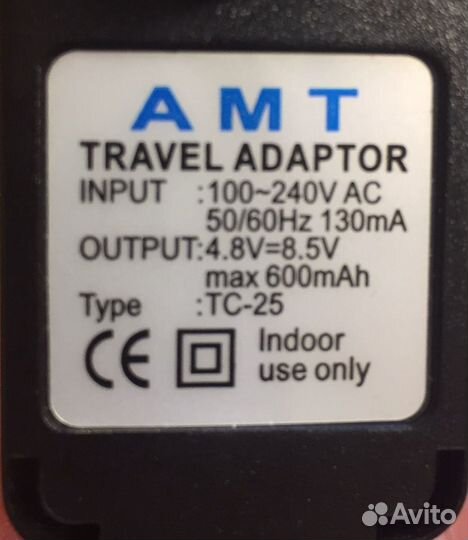 AMT
TRAVEL ADAPTOR
INPUT :100~240V AC
50/60Hz 130mA
OUTPUT:4.8V=8.5V
max 600mAh
Type :TC-25
CE Indoor
use only
Avito